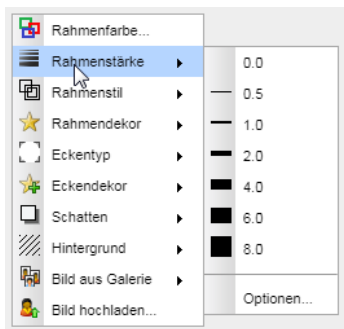 Rahmenfarbe...
Rahmenstärke
Rahmenstil
Rahmendekor
Eckentyp
Eckendekor
Schatten
Hintergrund
Bild aus Galerie
Bild hochladen...
0.0
0.5
1.0
2.0
4.0
6.0
8.0
Optionen...